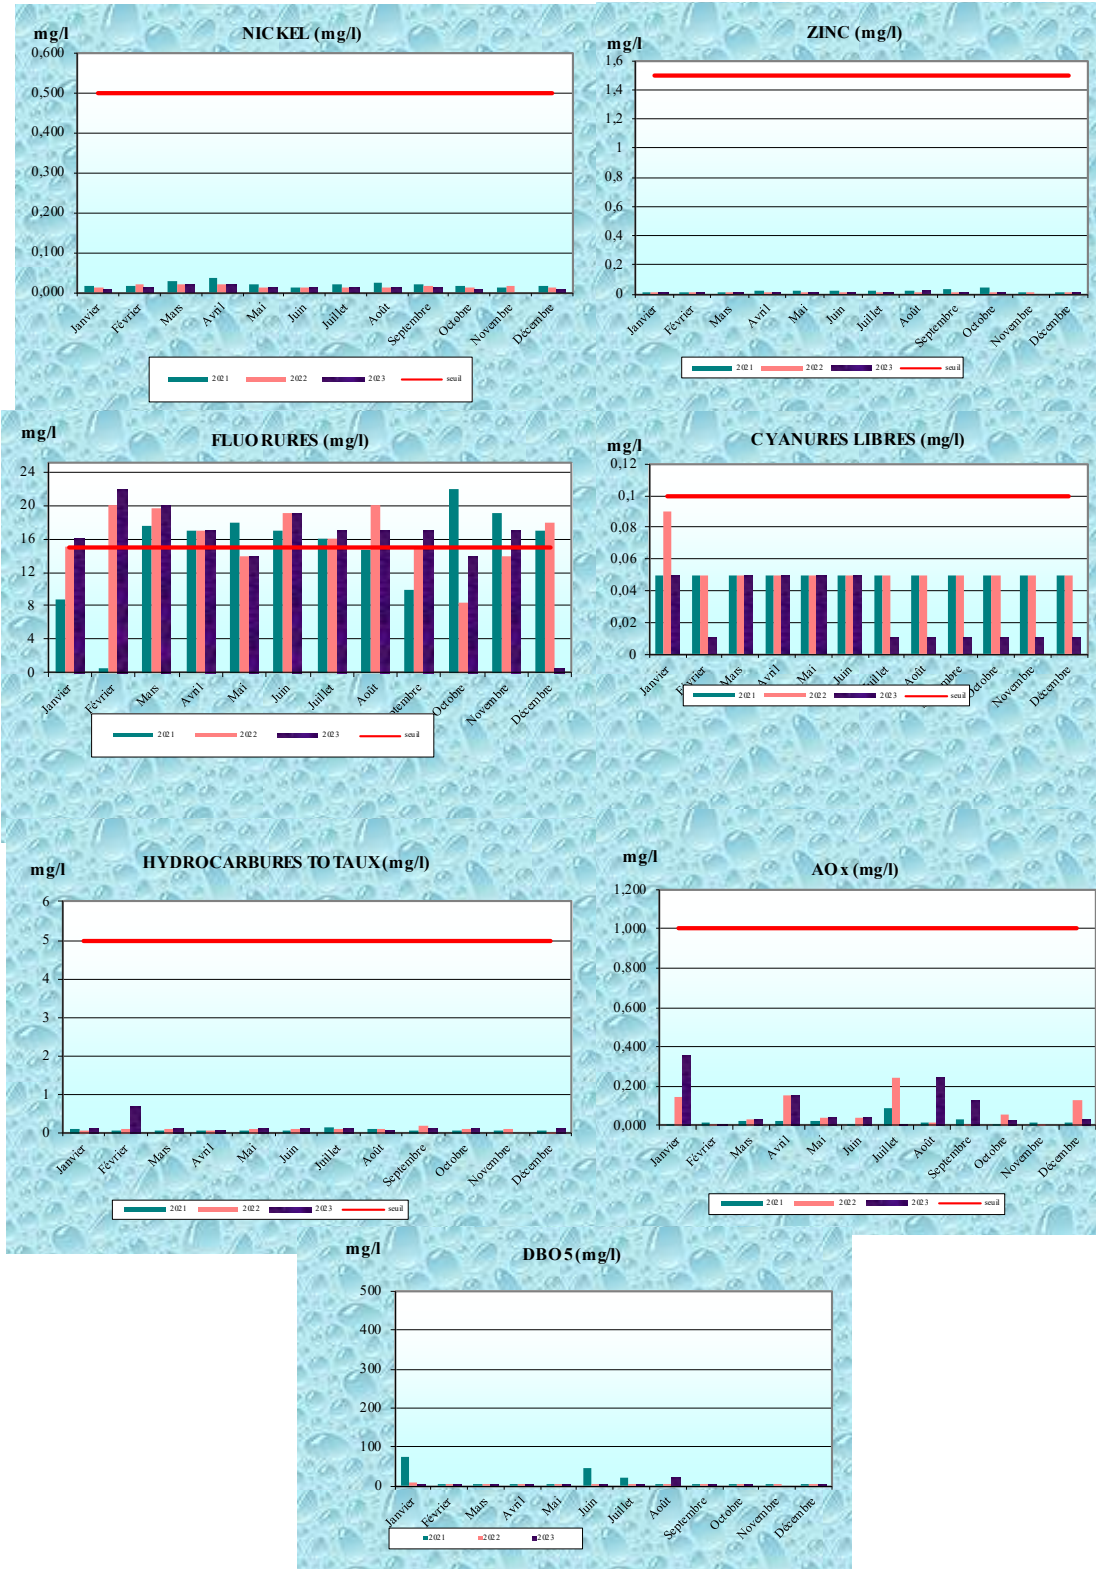 mg/l
NICKEL (mg/l)
0,600
0,500
0,400
0,300
0,200
0,100
0,000
Janvier
Février
Mars
Avril
Mai
Juin
Juillet
Août
Septembre
Octobre
Novembre
Décembre
2021 2022 2023 seuil
mg/l
ZINC (mg/l)
1,6
1,4
1,2
1
0,8
0,6
0,4
0,2
0
Janvier
Février
Mars
Avril
Mai
Juin
Juillet
Août
Septembre
Octobre
Novembre
Décembre
2021 2022 2023 seuil
mg/l
FLUORURES (mg/l)
24
20
16
12
8
4
0
Janvier
Février
Mars
Avril
Mai
Juin
Juillet
Août
ptembre
Octobre
Novembre
Décembre
2021 2022 2023 seuil
mg/l
CYANURES LIBRES (mg/l)
0,12
0,1
0,08
0,06
0,04
0,02
0
Janvier
Février
Mars
Avril
Mai
Juin
uillet
Août
bre
Octobre
Novembre
Décembre
2021 2022 2023 seuil
mg/l
HYDROCARBURES TOTAUX (mg/l)
6
5
4
3
2
1
0
Janvier
Février
Mars
Avril
Mai
Juin
Juillet
Août
Septembre
Octobre
Novembre
Décembre
2021 2022 2023 seuil
mg/l
AOx (mg/l)
1,200
1,000
0,800
0,600
0,400
0,200
0,000
Janvier
Février
Mars
Avril
Mai
Juin
Juillet
Août
Septembre
Octobre
Novembre
Décembre
2021 2022 2023 seuil
mg/l
DBO5 (mg/l)
500
400
300
200
100
0
Janvier
Février
Mars
Avril
Mai
Juin
Juillet
Août
Septembre
Octobre
Novembre
Décembre
2021 2022 2023